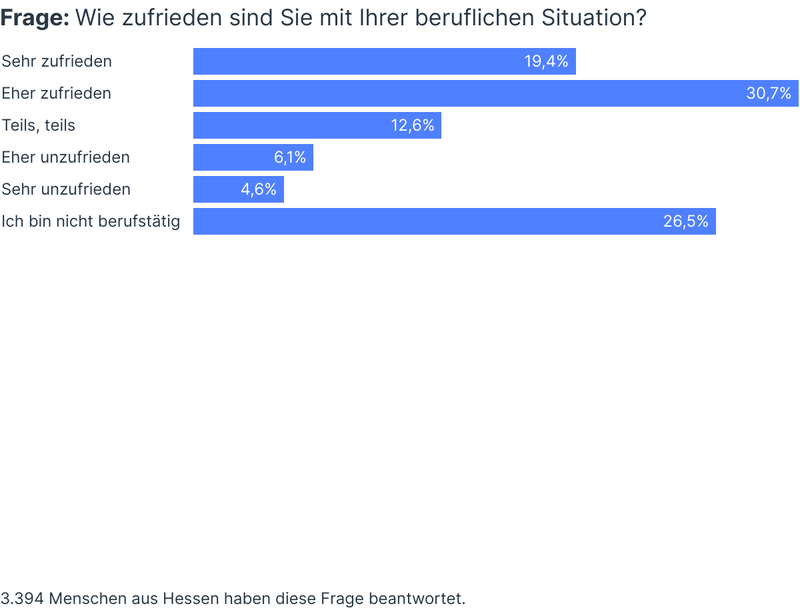 Frage: Wie zufrieden sind Sie mit Ihrer beruflichen Situation?
Sehr zufrieden 19,4%
Eher zufrieden 30,7%
Teils, teils 12,6%
Eher unzufrieden 6,1%
Sehr unzufrieden 4,6%
Ich bin nicht berufstätig 26,5%
3.394 Menschen aus Hessen haben diese Frage beantwortet.